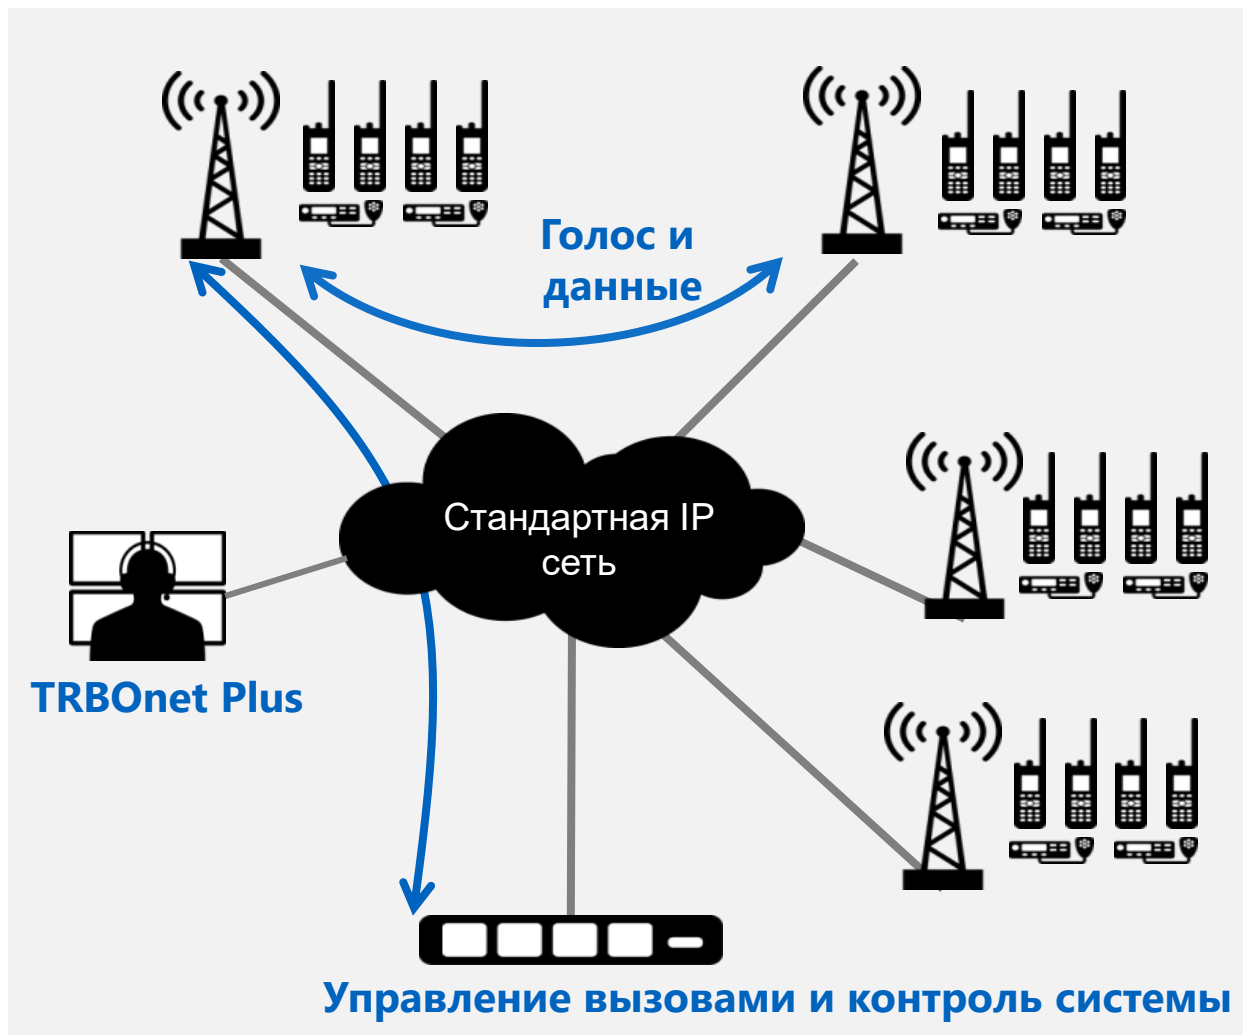 Голос и
данные
Стандартная IP
сеть
TRBOnet Plus
Управление вызовами и контроль системы